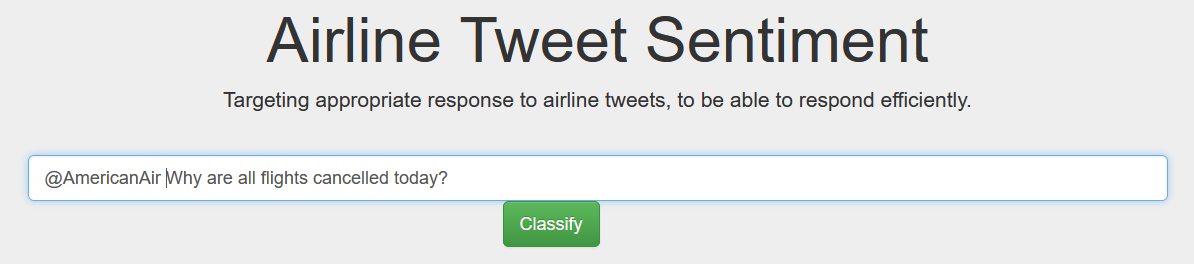 Airline Tweet Sentiment
Targeting appropriate response to airline tweets, to be able to respond efficiently.
@AmericanAir Why are all flights cancelled today?
Classify